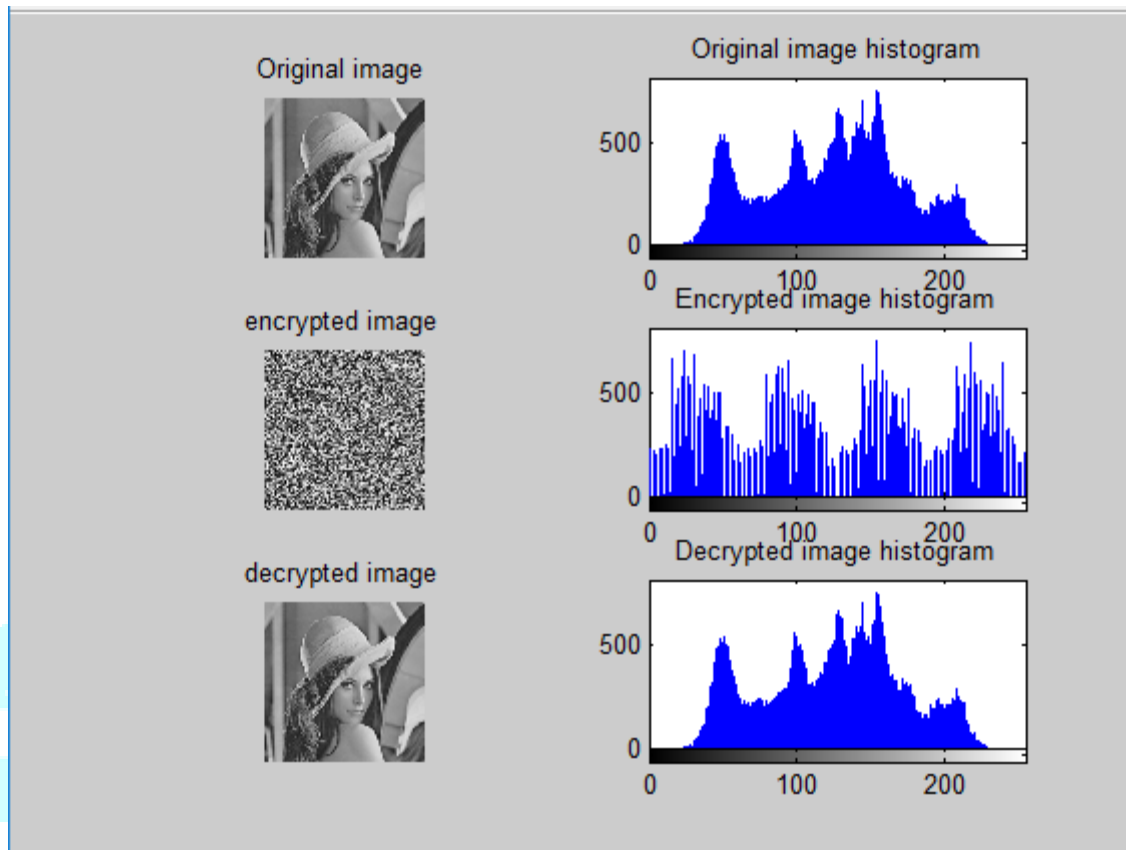 Original image
Original image histogram
500
0
0 100 200
encrypted image
Encrypted image histogram
500
0
0 100 200
decrypted image
Decrypted image histogram
500
0
0 100 200